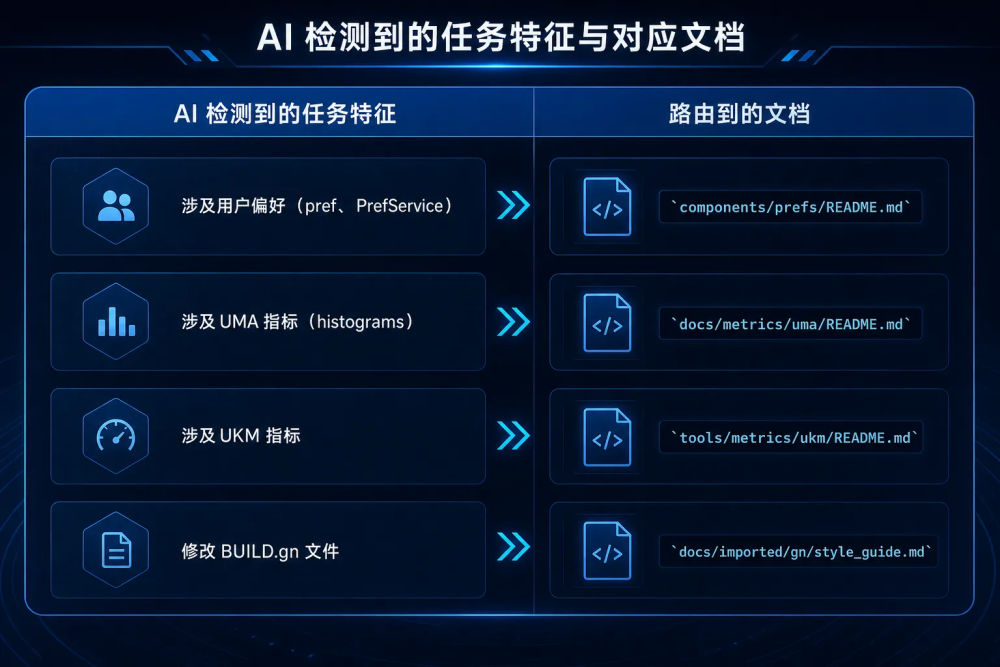 AI 检测到的任务特征与对应文档
AI 检测到的任务特征
路由到的文档
涉及用户偏好（pref、PrefService）
</>
`components/prefs/README.md`
涉及 UMA 指标（histograms）
</>
`docs/metrics/uma/README.md`
涉及 UKM 指标
</>
`tools/metrics/ukm/README.md`
修改 BUILD.gn 文件
</>
`docs/imported/gn/style_guide.md`